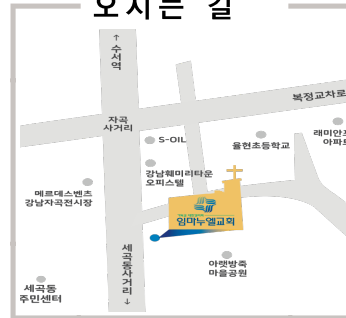 오시는 길
↑
수서역
복정교차로
자곡
사거리
S-OIL
율현초등학교
래미안포
아파트
강남훼미리타운
오피스텔
메르데스벤츠
강남자곡전시장
임마누엘교회
세곡동사거리
↓
아랫방죽
마을공원
세곡동
주민센터